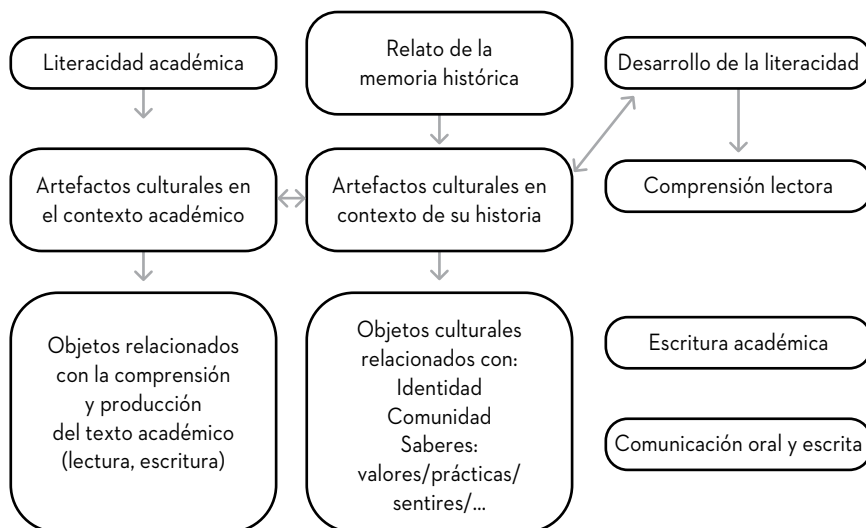 Literacidad académica
Relato de la
memoria histórica
Desarrollo de la literacidad
Artefactos culturales en
el contexto académico
Artefactos culturales en
contexto de su historia
Comprensión lectora
Objetos relacionados
con la comprensión
y producción
del texto académico
(lectura, escritura)
Objetos culturales
relacionados con:
Identidad
Comunidad
Saberes:
valores/prácticas/
sentires/...
Escritura académica
Comunicación oral y escrita